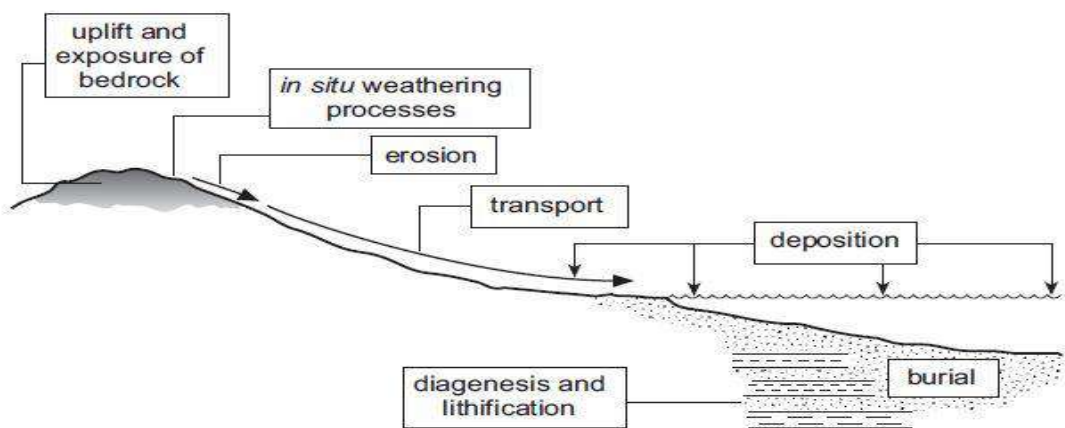 uplift and
exposure of
bedrock
in situ weathering
processes
erosion
transport
deposition
burial
diagenesis and
lithification